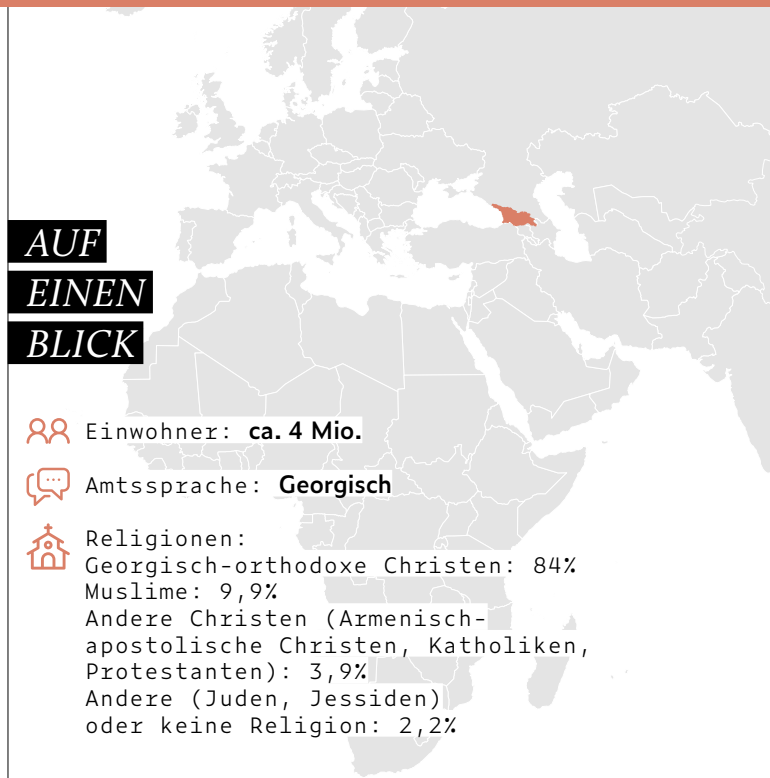 AUF
EINEN
BLICK
Einwohner: ca. 4 Mio.
Amtssprache: Georgisch
Religionen:
Georgisch-orthodoxe Christen: 84%
Muslime: 9,9%
Andere Christen (Armenisch-
apostolische Christen, Katholiken,
Protestanten): 3,9%
Andere (Juden, Jessiden)
oder keine Religion: 2,2%